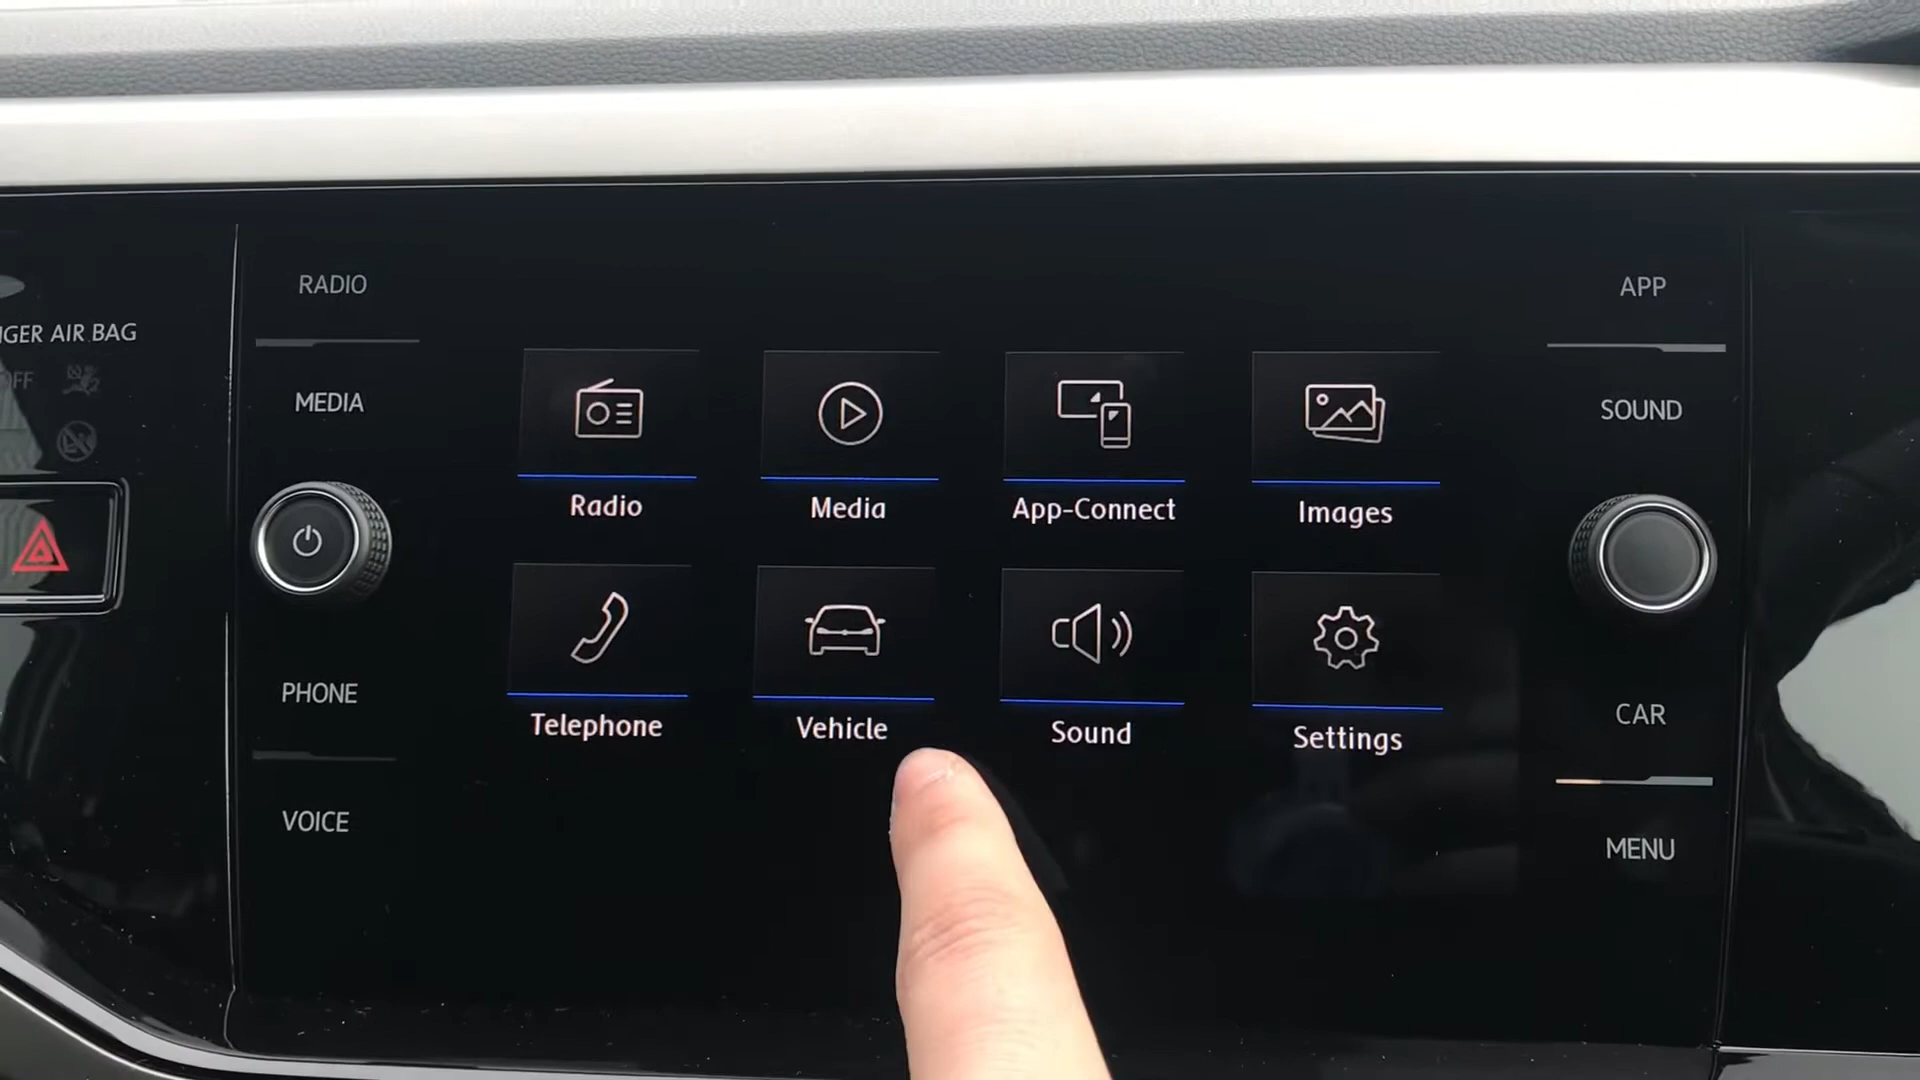 RADIO
MEDIA
PHONE
VOICE
AIR BAG
Radio
Media
App-Connect
Images
Telephone
Vehicle
Sound
Settings
APP
SOUND
CAR
MENU